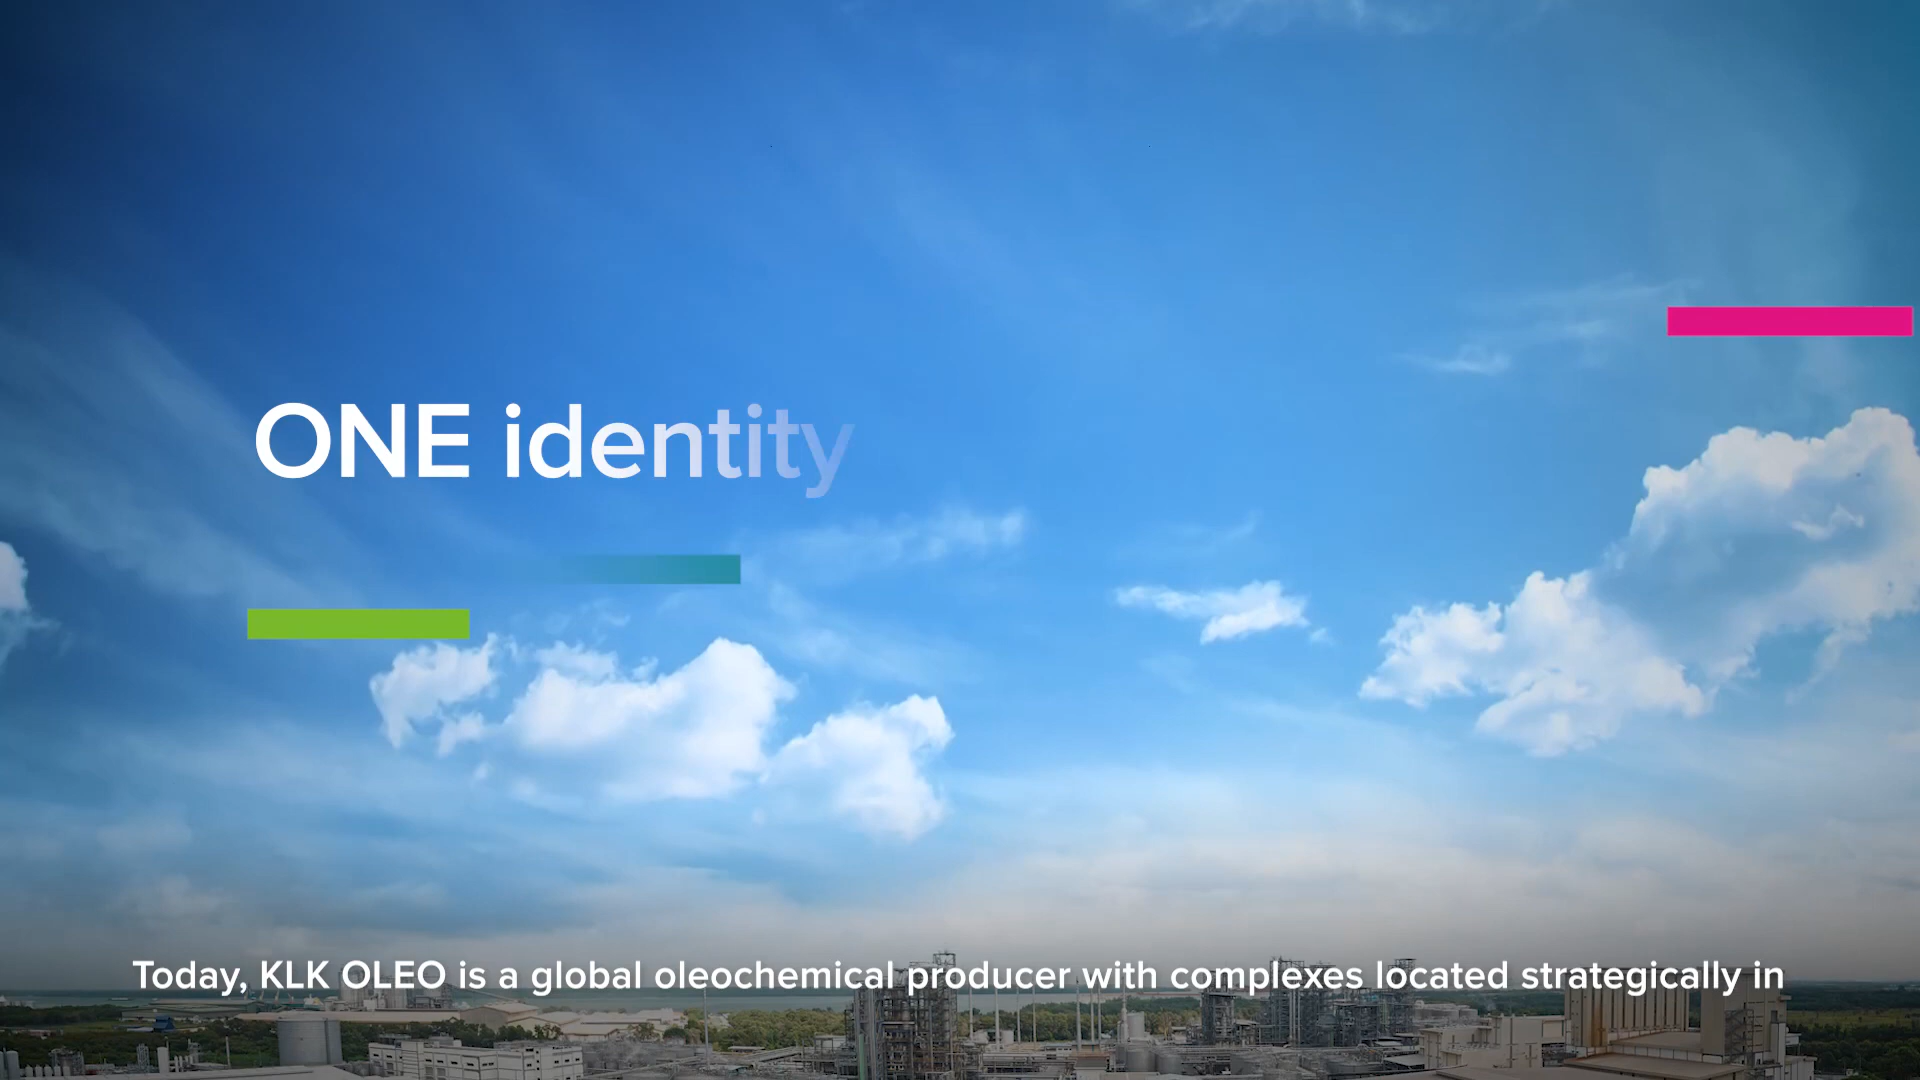 ONE identity
Today, KLK OLEO is a global oleochemical producer with complexes located strategically in